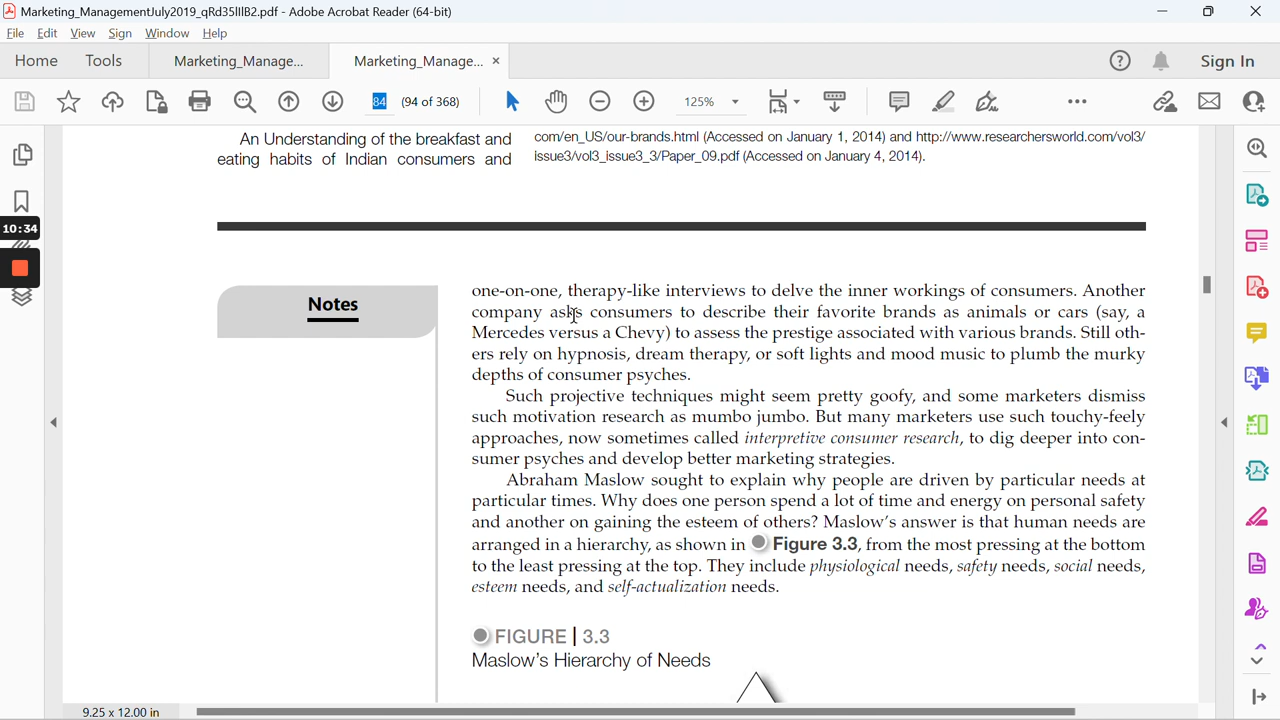 Marketing_ManagementJuly2019_qRd35IIlB2.pdf - Adobe Acrobat Reader (64-bit)
File Edit View Sign Window Help
Home Tools Marketing_Manage... Marketing_Manage... × Sign In
84 (94 of 368) 125%
An Understanding of the breakfast and
eating habits of Indian consumers and
com/en_US/our-brands.html (Accessed on January 1, 2014) and http://www.researchersworld.com/vol3/
issue3/vol3_issue3_3/Paper_09.pdf (Accessed on January 4, 2014).
10:34
Notes
one-on-one, therapy-like interviews to delve the inner workings of consumers. Another
company asks consumers to describe their favorite brands as animals or cars (say, a
Mercedes versus a Chevy) to assess the prestige associated with various brands. Still oth-
ers rely on hypnosis, dream therapy, or soft lights and mood music to plumb the murky
depths of consumer psyches.
Such projective techniques might seem pretty goofy, and some marketers dismiss
such motivation research as mumbo jumbo. But many marketers use such touchy-feely
approaches, now sometimes called interpretive consumer research, to dig deeper into con-
sumer psyches and develop better marketing strategies.
Abraham Maslow sought to explain why people are driven by particular needs at
particular times. Why does one person spend a lot of time and energy on personal safety
and another on gaining the esteem of others? Maslow's answer is that human needs are
arranged in a hierarchy, as shown in Figure 3.3, from the most pressing at the bottom
to the least pressing at the top. They include physiological needs, safety needs, social needs,
esteem needs, and self-actualization needs.
FIGURE | 3.3
Maslow's Hierarchy of Needs
9.25 x 12.00 in